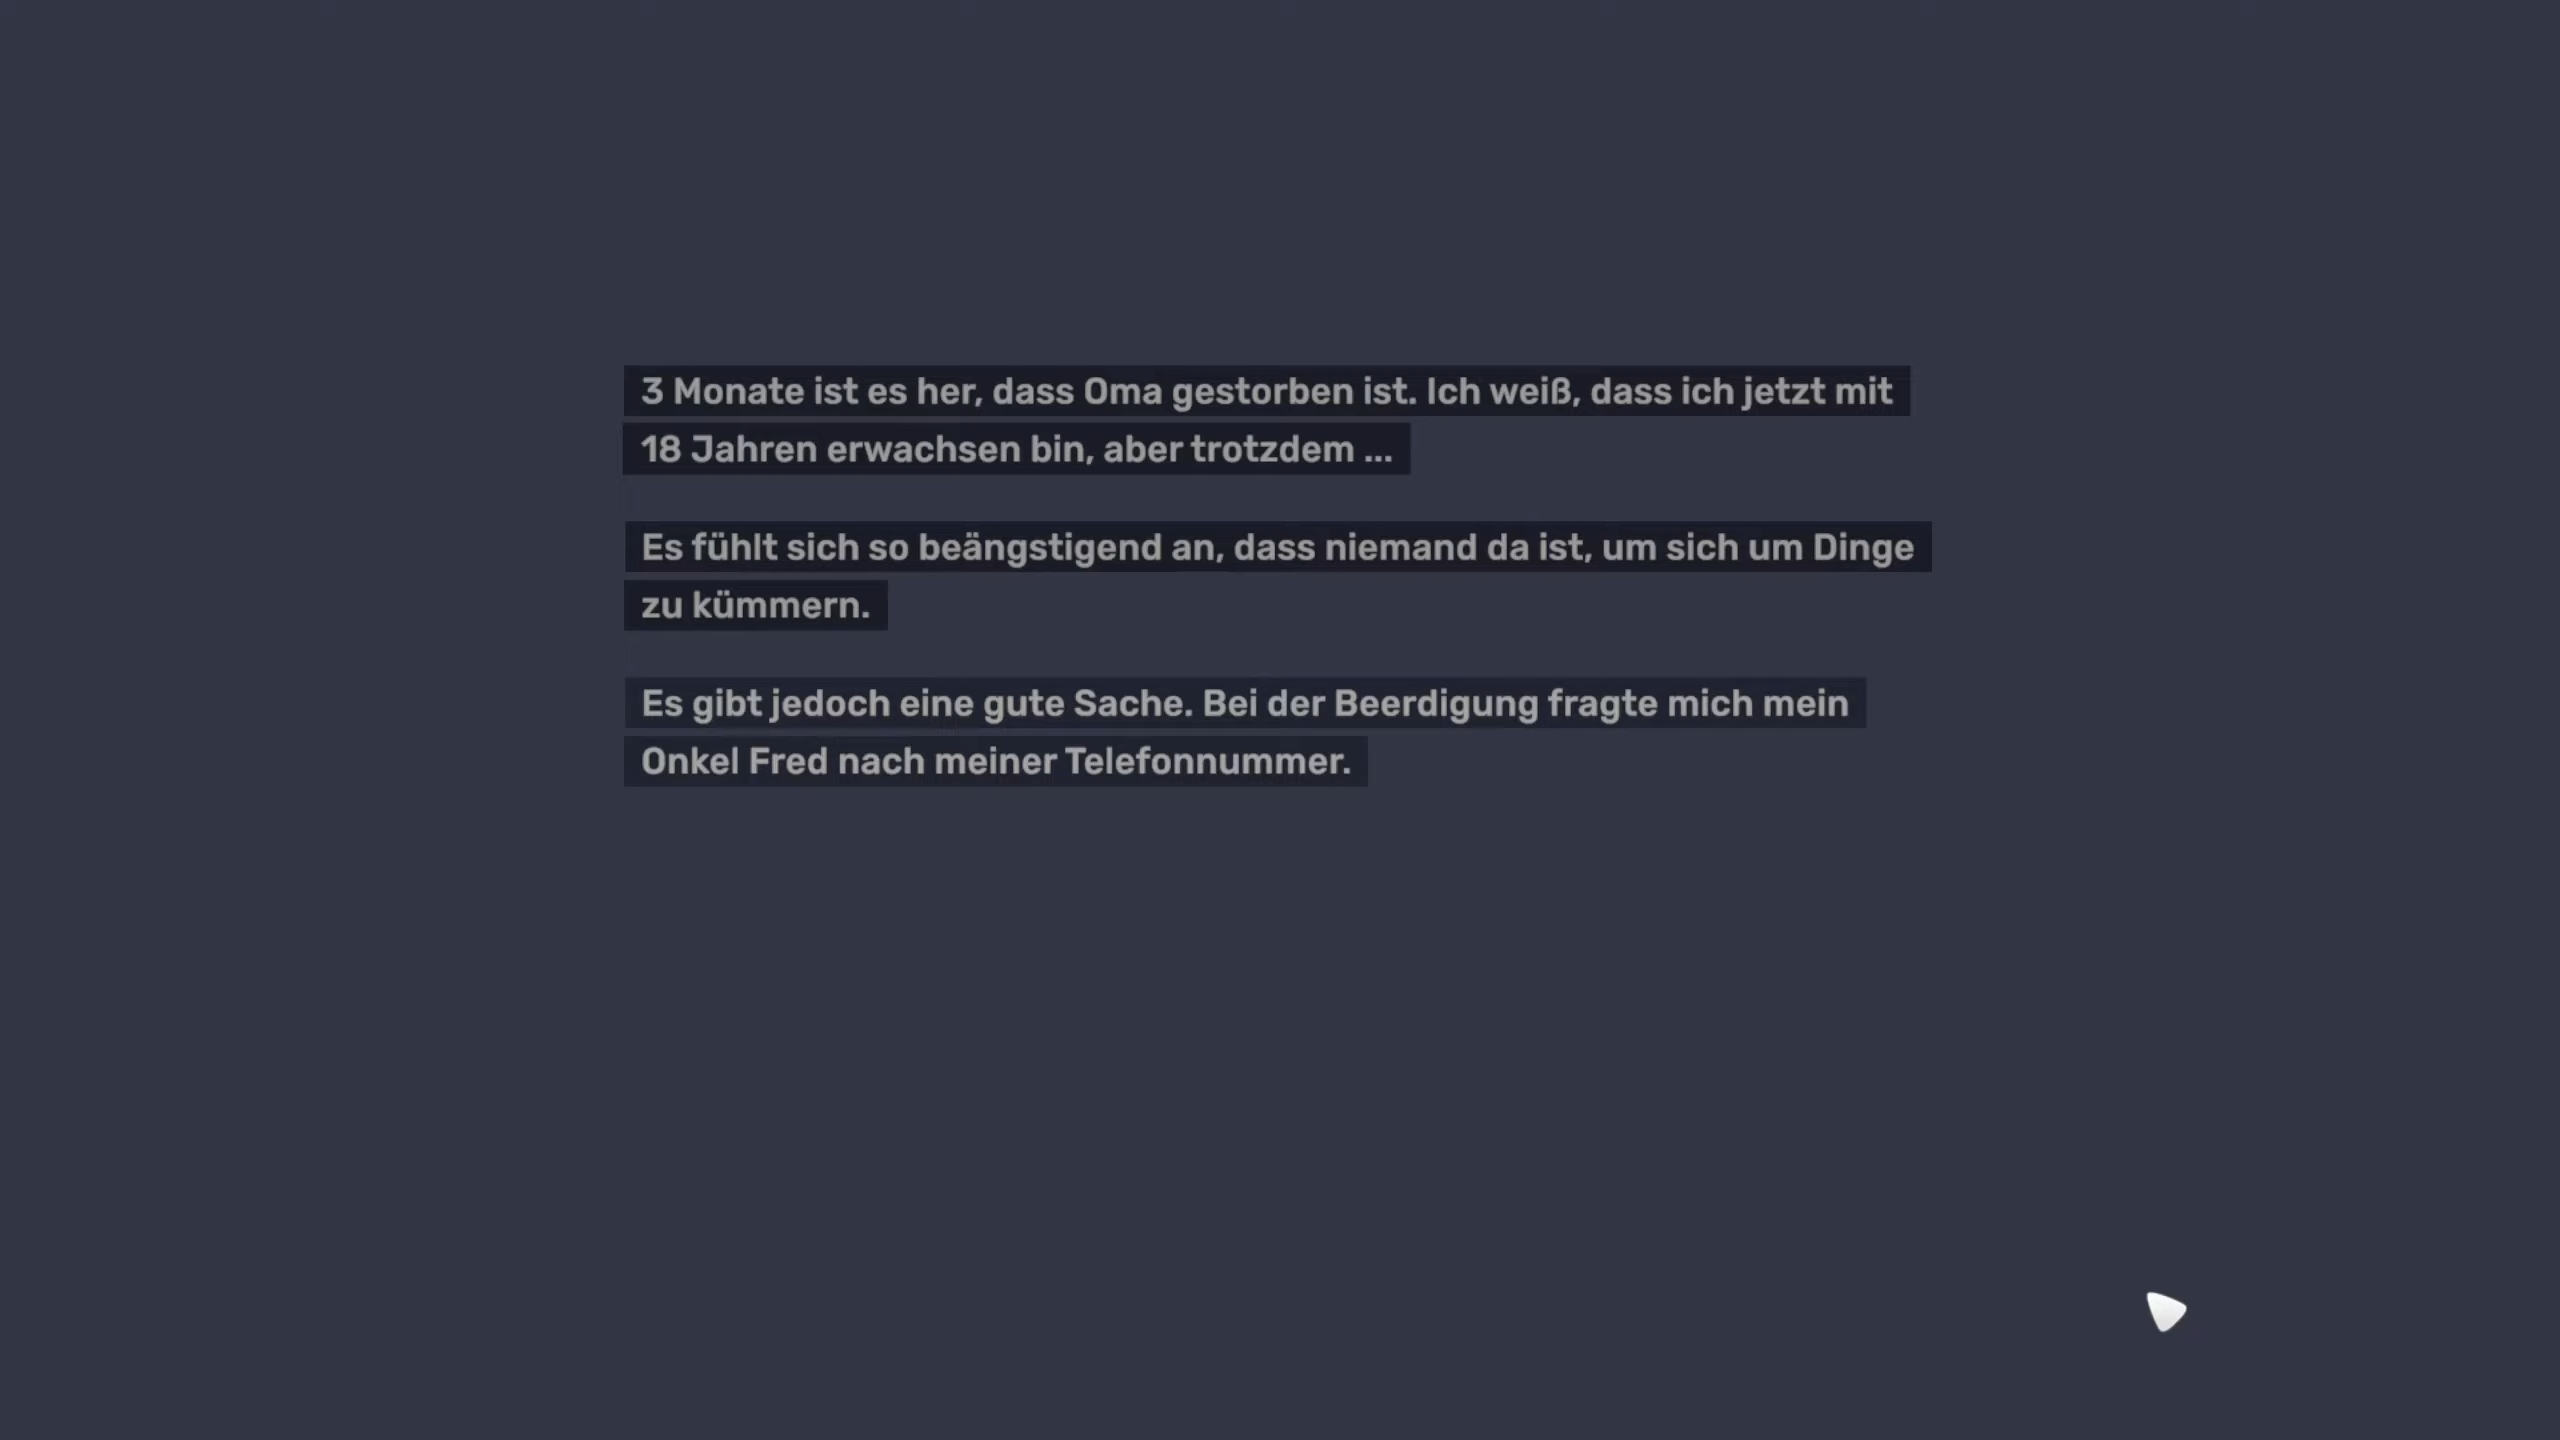 3 Monate ist es her, dass Oma gestorben ist. Ich weiß, dass ich jetzt mit
18 Jahren erwachsen bin, aber trotzdem ...
Es fühlt sich so beängstigend an, dass niemand da ist, um sich um Dinge
zu kümmern.
Es gibt jedoch eine gute Sache. Bei der Beerdigung fragte mich mein
Onkel Fred nach meiner Telefonnummer.